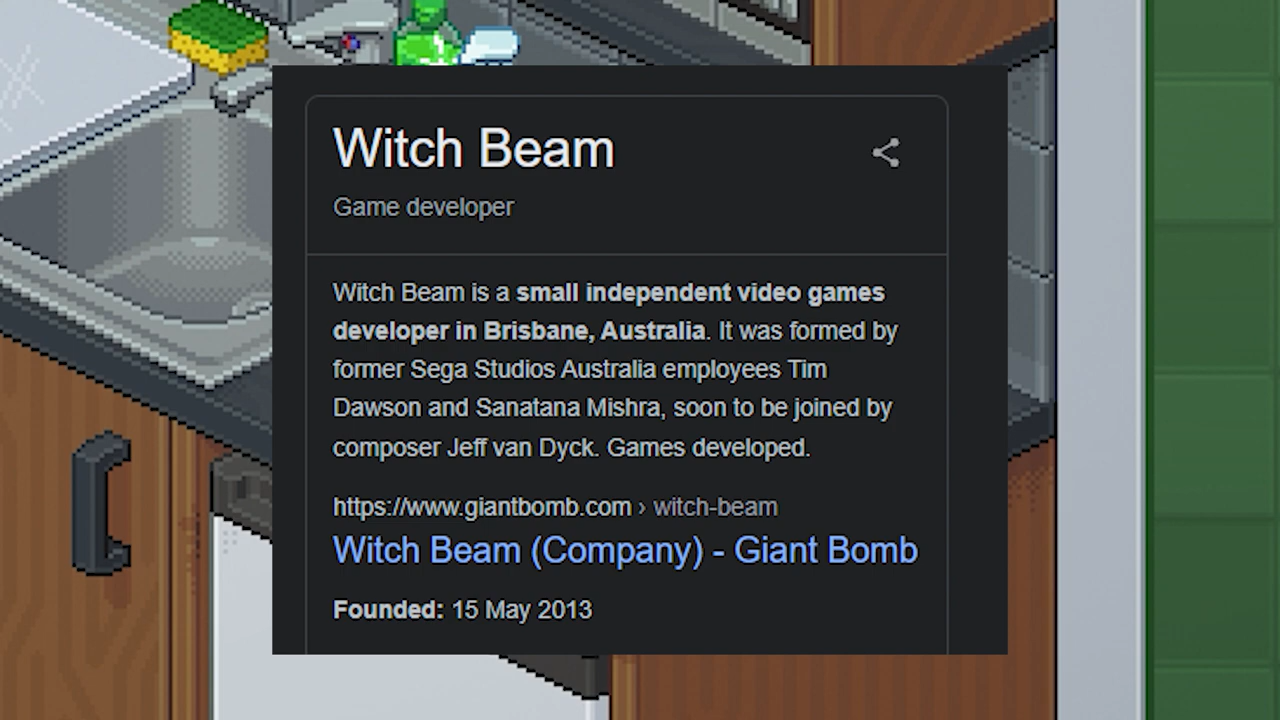 Witch Beam
Game developer
Witch Beam is a small independent video games
developer in Brisbane, Australia. It was formed by
former Sega Studios Australia employees Tim
Dawson and Sanatana Mishra, soon to be joined by
composer Jeff van Dyck. Games developed.
https://www.giantbomb.com › witch-beam
Witch Beam (Company) - Giant Bomb
Founded: 15 May 2013